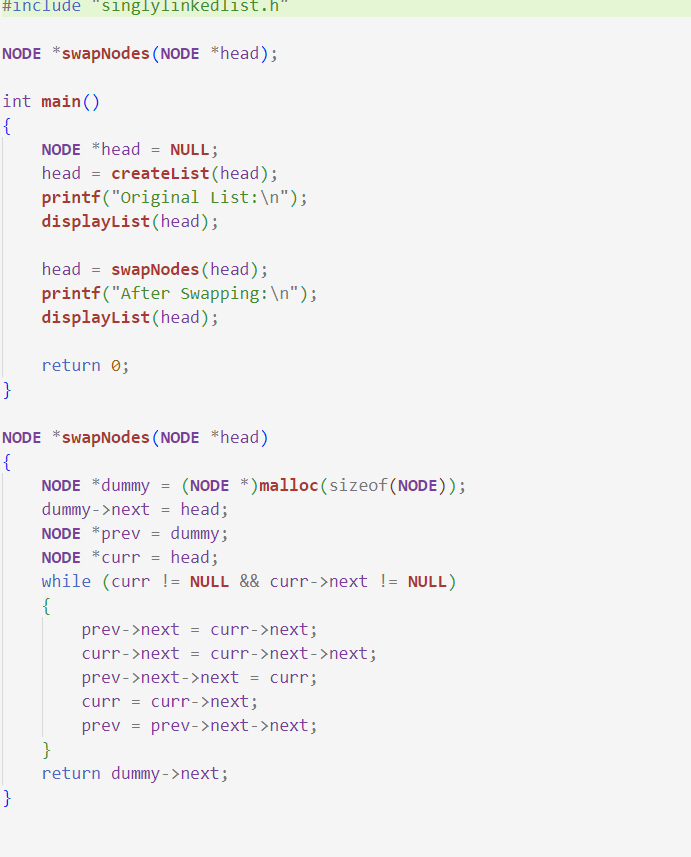 #include "singlylinkedlist.h"
NODE *swapNodes(NODE *head);
int main()
{
NODE *head = NULL;
head = createList(head);
printf("Original List:\n");
displayList(head);
head = swapNodes(head);
printf("After Swapping:\n");
displayList(head);
return 0;
}
NODE *swapNodes(NODE *head)
{
NODE *dummy = (NODE *)malloc(sizeof(NODE));
dummy->next = head;
NODE *prev = dummy;
NODE *curr = head;
while (curr != NULL && curr->next != NULL)
{
prev->next = curr->next;
curr->next = curr->next->next;
prev->next->next = curr;
curr = curr->next;
prev = prev->next->next;
}
return dummy->next;
}